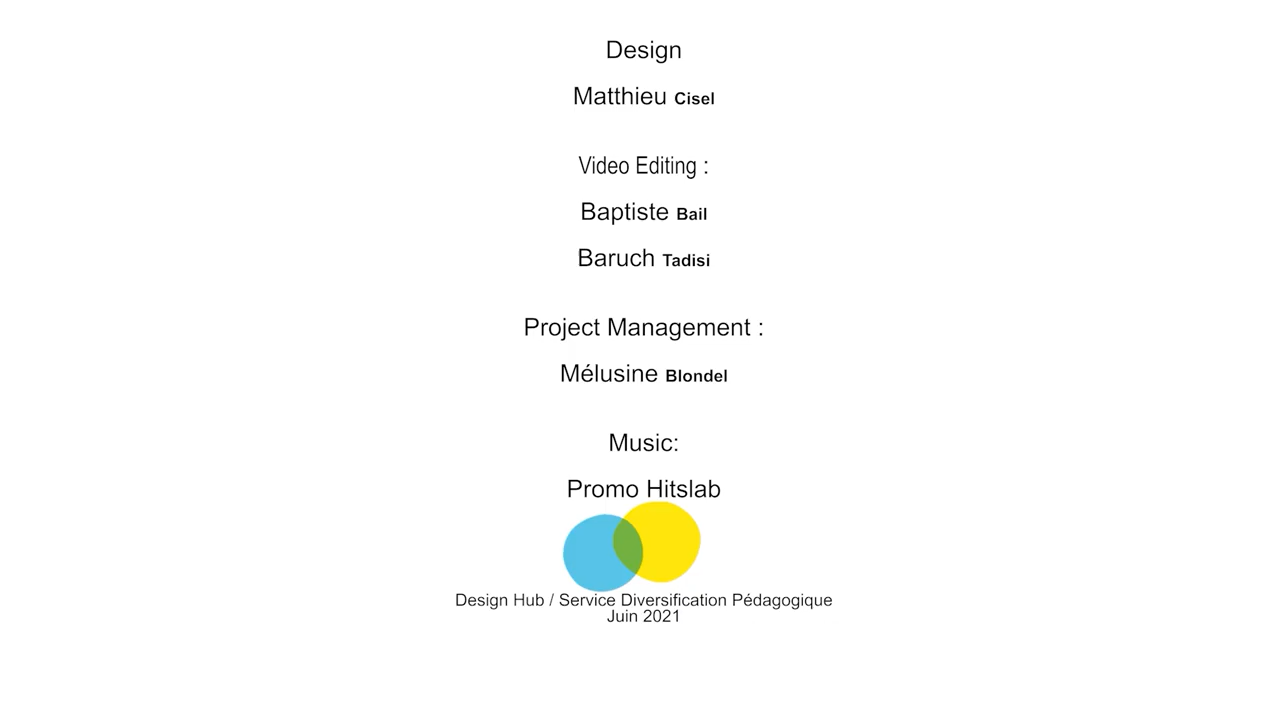 Design
Matthieu Cisel
Video Editing :
Baptiste Bail
Baruch Tadisi
Project Management :
Mélusine Blondel
Music:
Promo Hitslab
Design Hub / Service Diversification Pédagogique
Juin 2021